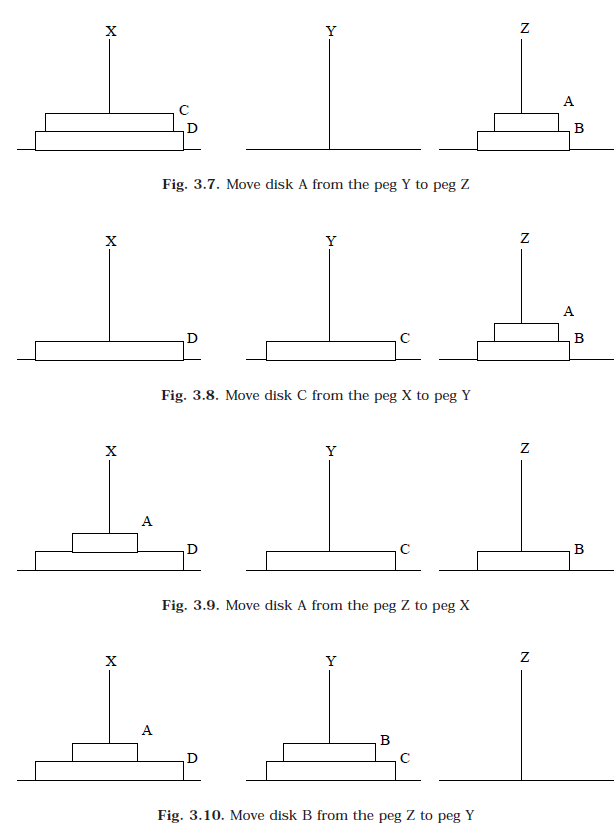 X Y Z
A
C
D B
Fig. 3.7. Move disk A from the peg Y to peg Z
X Y Z
A
D C B
Fig. 3.8. Move disk C from the peg X to peg Y
X Y Z
A
D C B
Fig. 3.9. Move disk A from the peg Z to peg X
X Y Z
A B
D C
Fig. 3.10. Move disk B from the peg Z to peg Y